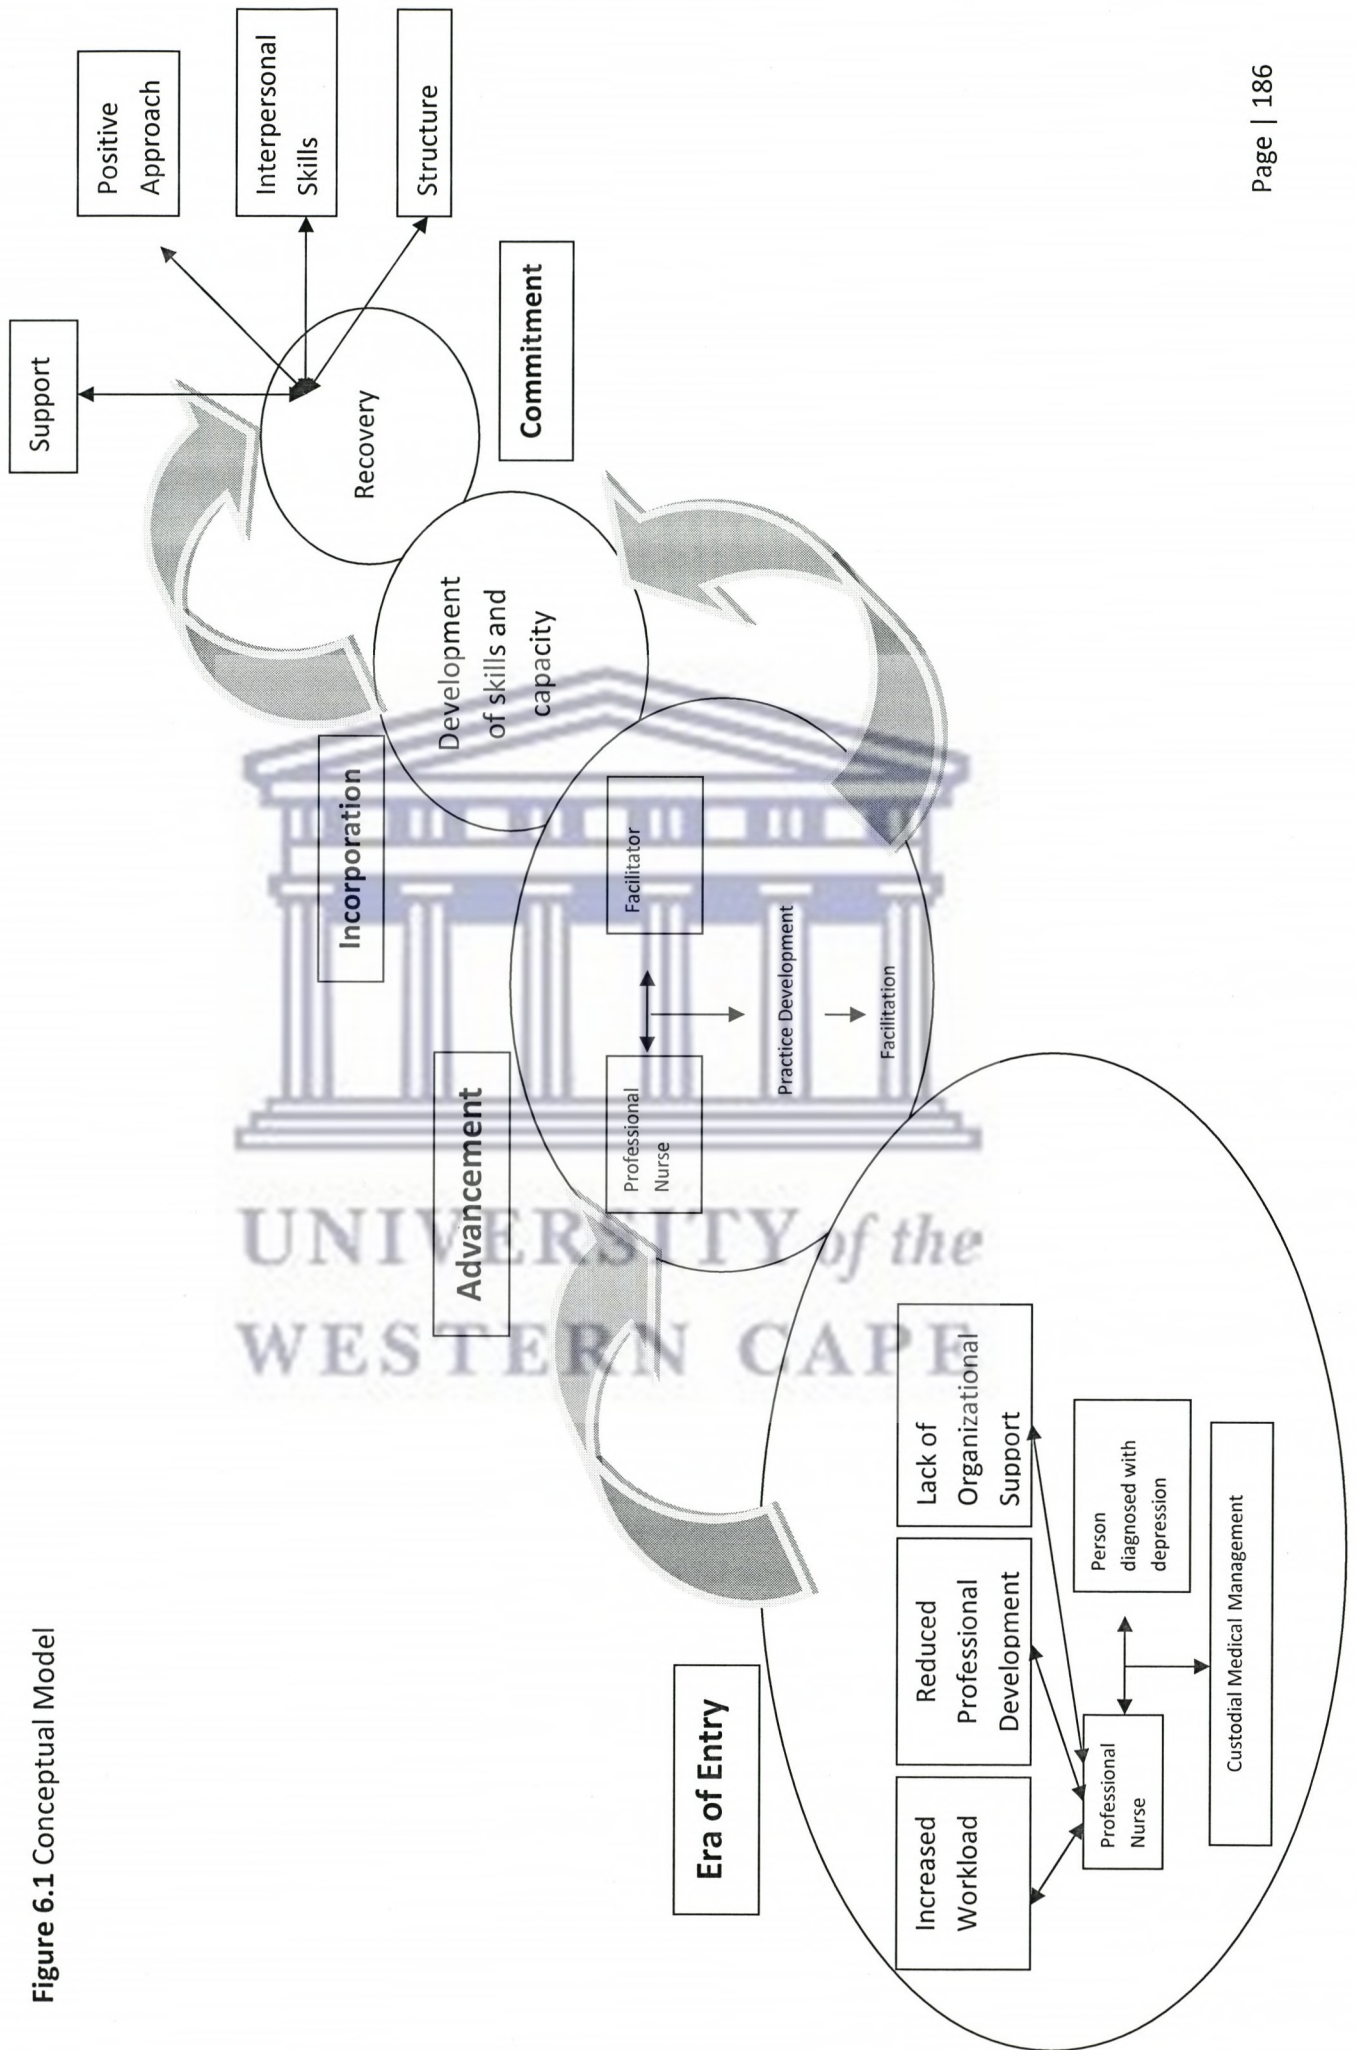 Figure 6.1 Conceptual Model
Era of Entry
Increased
Workload
Reduced
Professional
Development
Lack of
Organizational
Support
Professional
Nurse
Person
diagnosed with
depression
Custodial Medical Management
Advancement
Professional
Nurse
Facilitator
Practice Development
Facilitation
Incorporation
Development
of skills and
capacity
Commitment
Recovery
Support
Positive
Approach
Interpersonal
Skills
Structure
UNIVERSITY of the
WESTERN CAPE
Page | 186